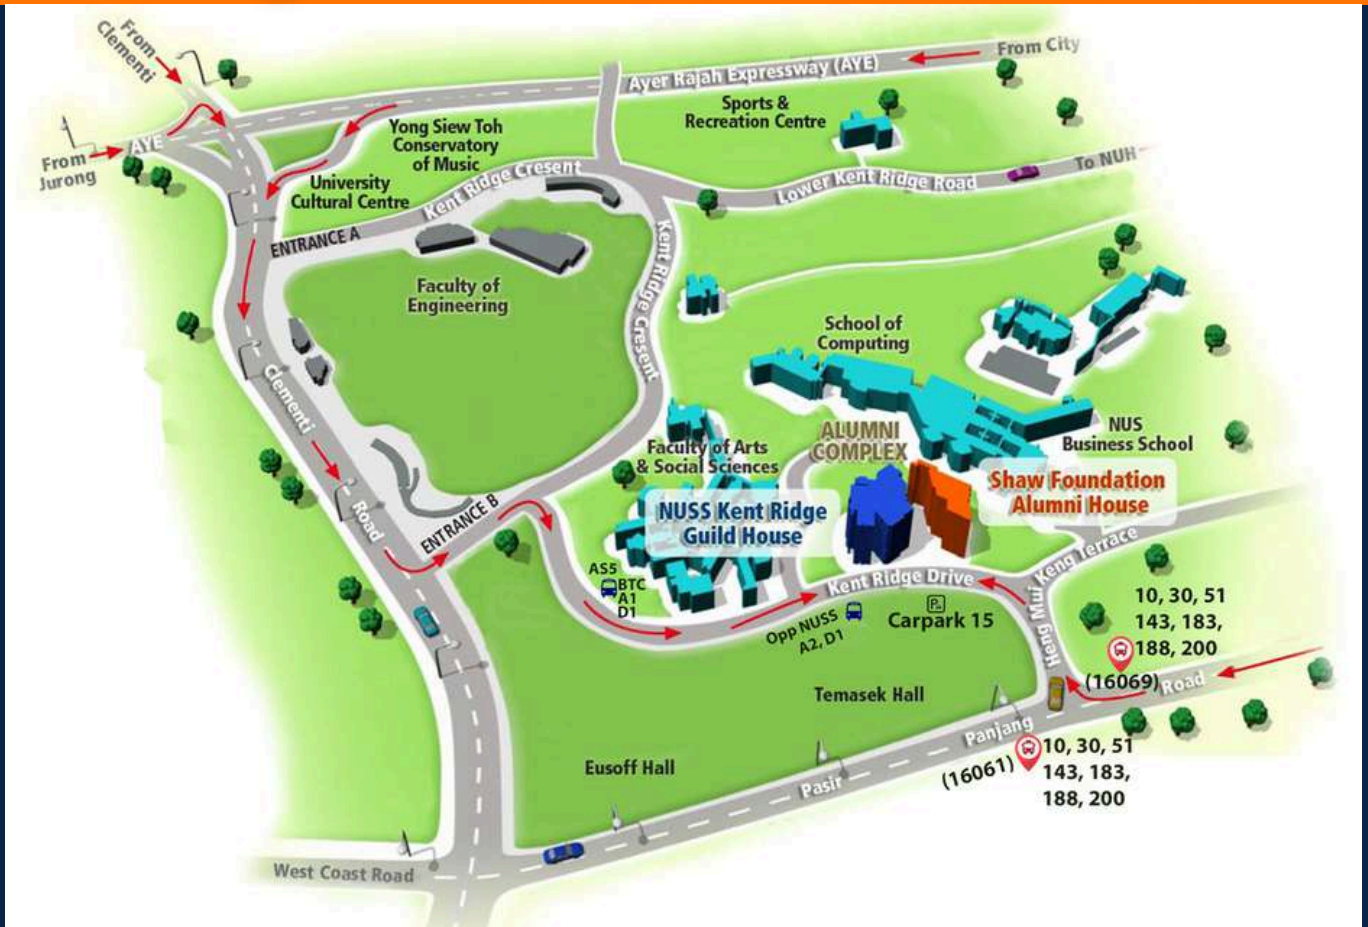 From
Clementi
From City
Ayer Rajah Expressway (AYE)
Sports &
Recreation Centre
Yong Siew Toh
Conservatory
of Music
AYE
From
Jurong
To NUH
University
Cultural Centre
Kent Ridge Cresent
Lower Kent Ridge Road
ENTRANCE A
Kent Ridge Cresent
Faculty of
Engineering
School of
Computing
Clementi
Road
ALUMNI
COMPLEX
NUS
Business School
Faculty of Arts
& Social Sciences
Shaw Foundation
Alumni House
NUSS Kent Ridge
Guild House
ENTRANCE B
Heng Mui Keng Terrace
AS5
BTC
A1
D1
Kent Ridge Drive
Opp NUSS
A2, D1
P
Carpark 15
10, 30, 51
143, 183,
188, 200
(16069)
Road
Temasek Hall
Panjang
(16061)
10, 30, 51
143, 183,
188, 200
Eusoff Hall
Pasir
West Coast Road